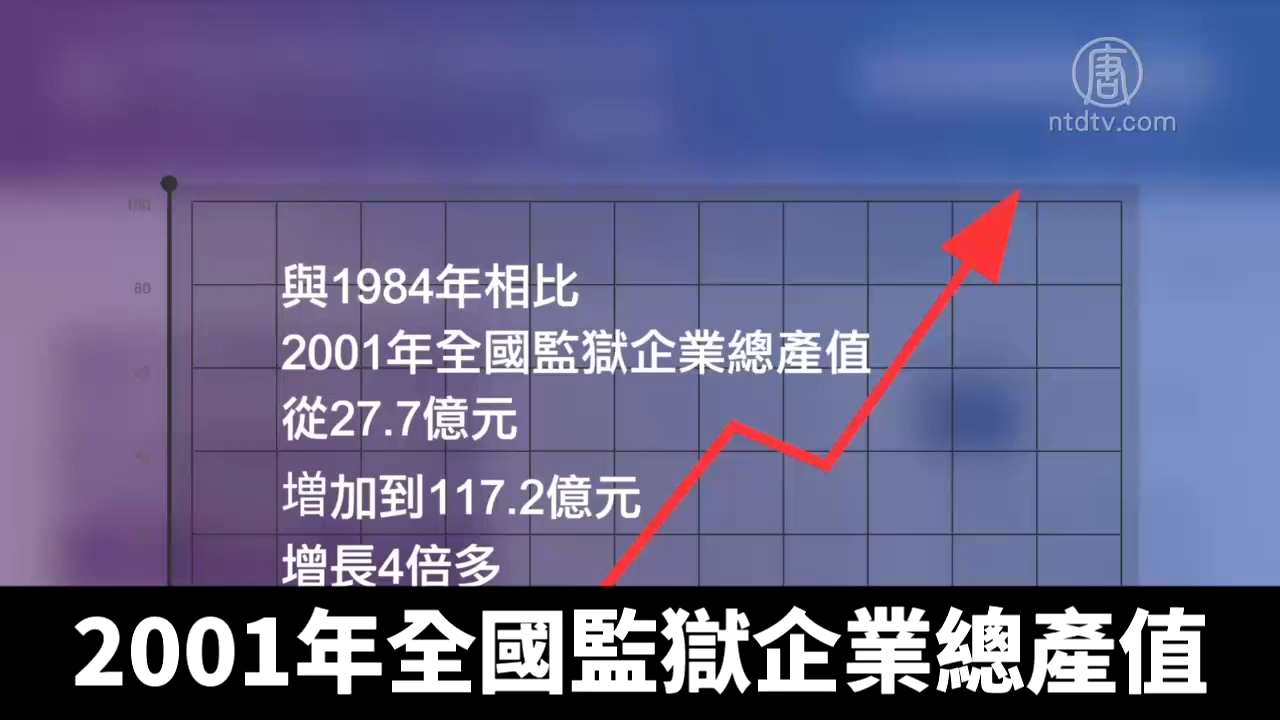 唐
ntdtv.com
100
80
與1984年相比
2001年全國監獄企業總產值
從27.7億元
增加到117.2億元
增長4倍多
2001年全國監獄企業總產值